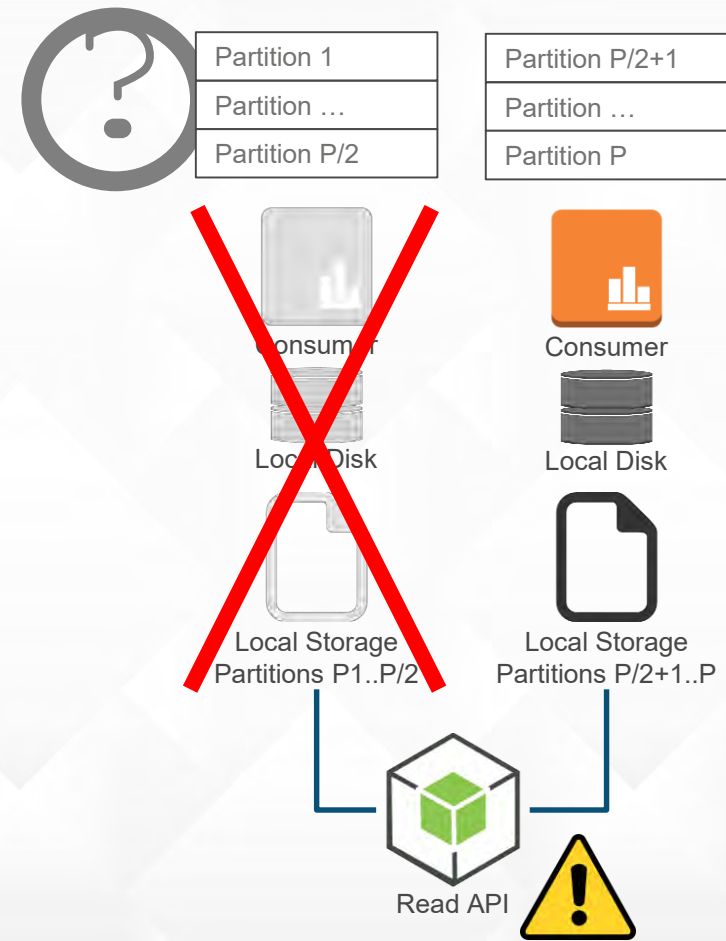 ?
Partition 1
Partition …
Partition P/2
Partition P/2+1
Partition …
Partition P
Consumer
Local Disk
Local Storage
Partitions P1..P/2
Consumer
Local Disk
Local Storage
Partitions P/2+1..P
Read API
!